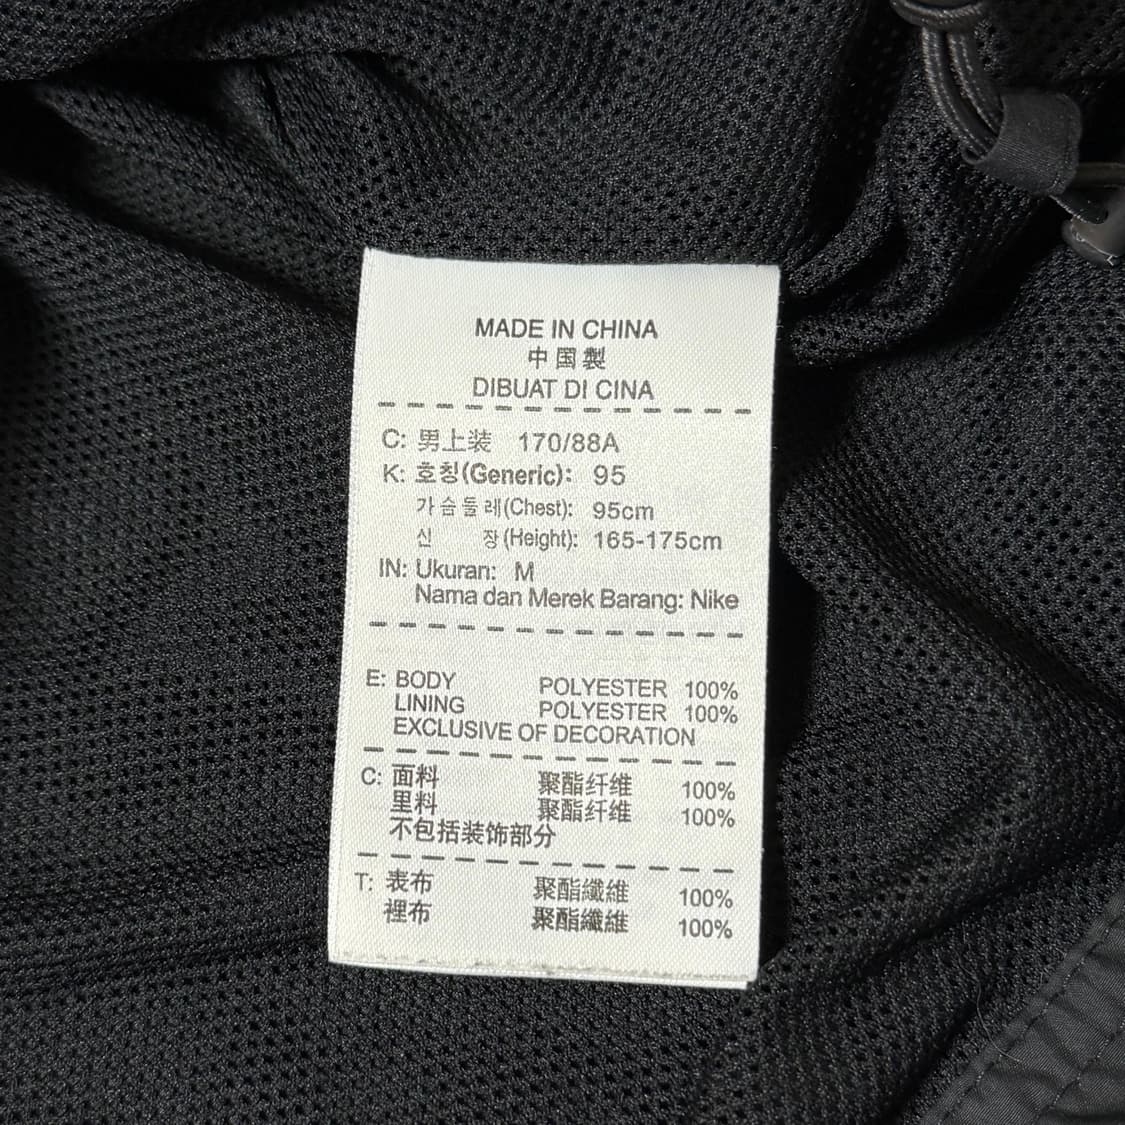 MADE IN CHINA
中国製
DIBUAT DI CINA
C: 男上装 170/88A
K: 호칭(Generic): 95
가슴둘레(Chest): 95cm
신 장(Height): 165-175cm
IN: Ukuran: M
Nama dan Merek Barang: Nike
E: BODY POLYESTER 100%
LINING POLYESTER 100%
EXCLUSIVE OF DECORATION
C: 面料 聚酯纤维 100%
里料 聚酯纤维 100%
不包括装饰部分
T: 表布 聚酯纖維 100%
裡布 聚酯纖維 100%